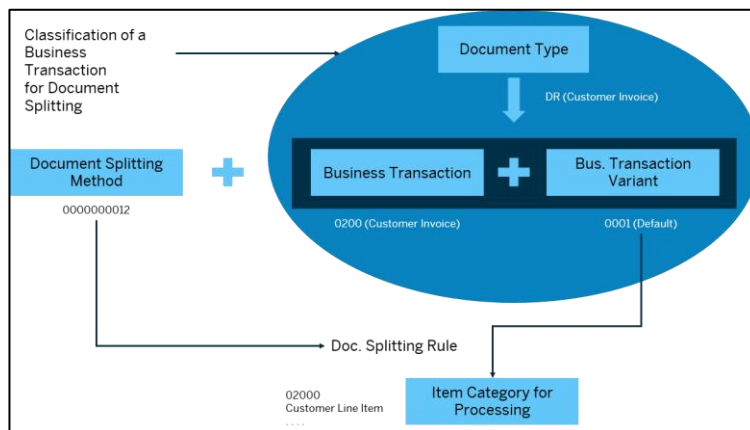 Classification of a
Business
Transaction
for Document
Splitting
Document Type
DR (Customer Invoice)
Document Splitting
Method
0000000012
Business Transaction
Bus. Transaction
Variant
0200 (Customer Invoice)
0001 (Default)
Doc. Splitting Rule
02000
Customer Line Item
. . . .
Item Category for
Processing